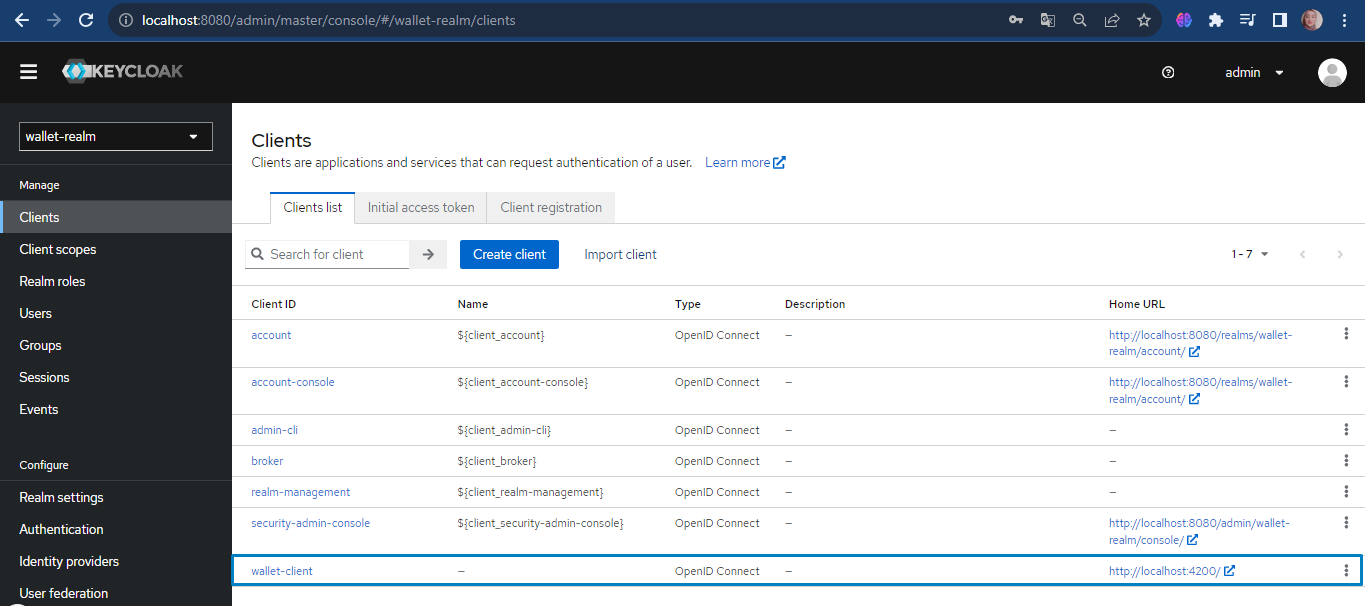 localhost:8080/admin/master/console/#/wallet-realm/clients
KEYCLOAK
admin
wallet-realm
Manage
Clients
Client scopes
Realm roles
Users
Groups
Sessions
Events
Configure
Realm settings
Authentication
Identity providers
User federation
Clients
Clients are applications and services that can request authentication of a user. Learn more
Clients list Initial access token Client registration
Search for client Create client Import client 1 - 7
Client ID Name Type Description Home URL
account ${client_account} OpenID Connect – http://localhost:8080/realms/wallet-
realm/account/
account-console ${client_account-console} OpenID Connect – http://localhost:8080/realms/wallet-
realm/account/
admin-cli ${client_admin-cli} OpenID Connect – –
broker ${client_broker} OpenID Connect – –
realm-management ${client_realm-management} OpenID Connect – –
security-admin-console ${client_security-admin-console} OpenID Connect – http://localhost:8080/admin/wallet-
realm/console/
wallet-client – OpenID Connect – http://localhost:4200/